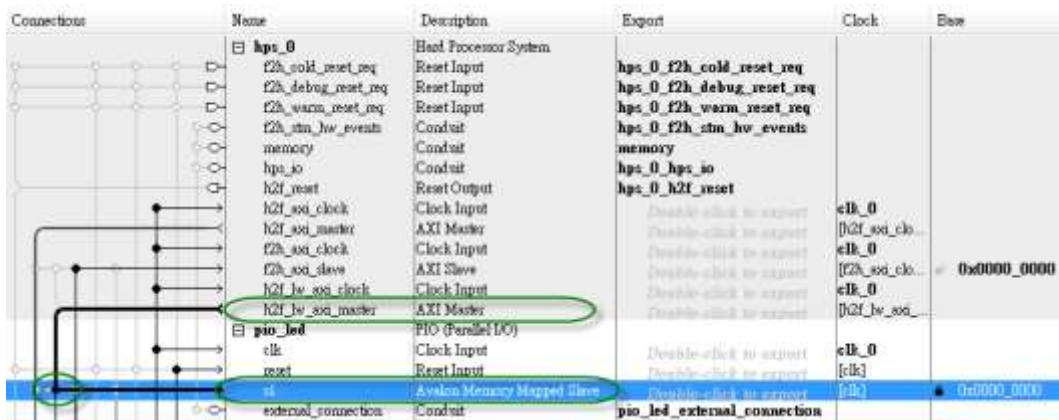 Connections Name Description Export Clock Base
hps_0 Hard Processor System
f2h_cold_reset_req Reset Input hps_0_f2h_cold_reset_req
f2h_debug_reset_req Reset Input hps_0_f2h_debug_reset_req
f2h_warm_reset_req Reset Input hps_0_f2h_warm_reset_req
f2h_stm_hw_events Conduit hps_0_f2h_stm_hw_events
memory Conduit memory
hps_io Conduit hps_0_hps_io
h2f_reset Reset Output hps_0_h2f_reset
h2f_axi_clock Clock Input Double-click to export clk_0
h2f_axi_master AXI Master Double-click to export [h2f_axi_clo...
f2h_axi_clock Clock Input Double-click to export clk_0
f2h_axi_slave AXI Slave Double-click to export [f2h_axi_clo... 0x0000_0000
h2f_lw_axi_clock Clock Input Double-click to export clk_0
h2f_lw_axi_master AXI Master Double-click to export [h2f_lw_axi_...
pio_led PIO (Parallel I/O)
clk Clock Input Double-click to export clk_0
reset Reset Input Double-click to export [clk]
s1 Avalon Memory Mapped Slave Double-click to export [clk] 0x0000_0000
external_connection Conduit pio_led_external_connection